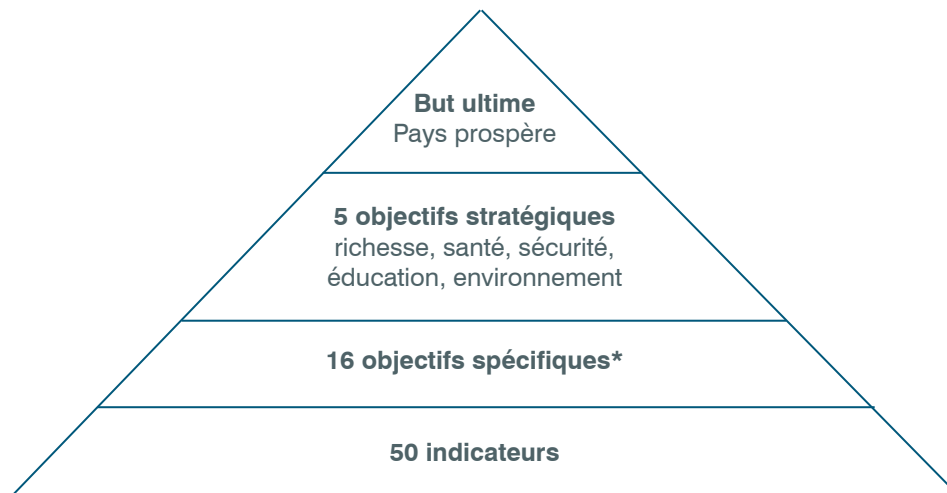 But ultime
Pays prospère
5 objectifs stratégiques
richesse, santé, sécurité,
éducation, environnement
16 objectifs spécifiques*
50 indicateurs